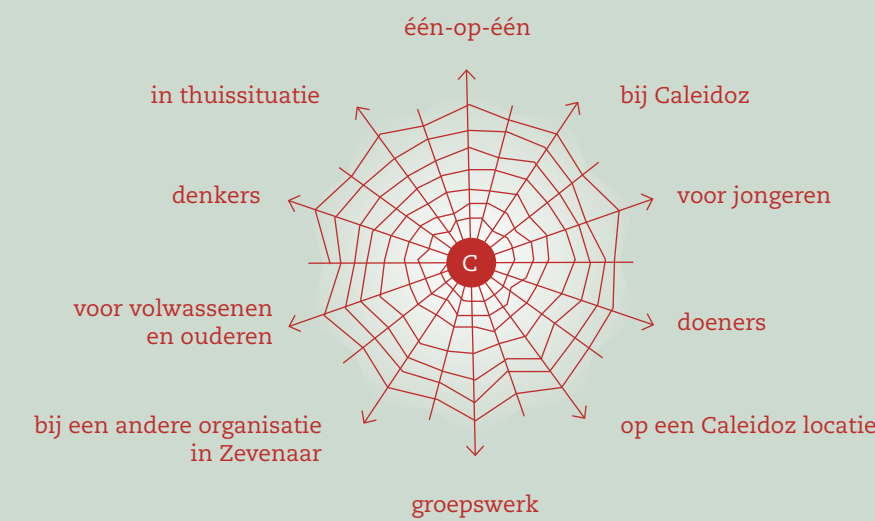 één-op-één
in thuissituatie
bij Caleidoz
denkers
voor jongeren
C
voor volwassenen
en ouderen
doeners
bij een andere organisatie
in Zevenaar
op een Caleidoz locatie
groepswerk